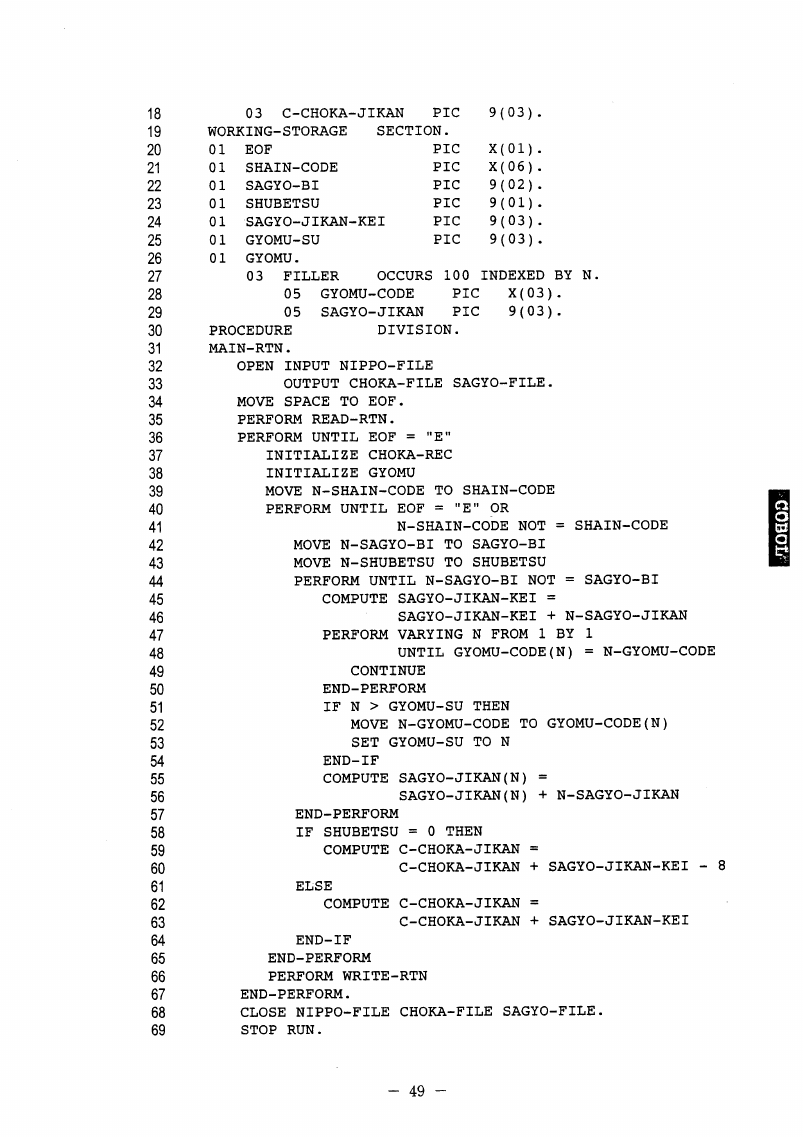 18 03 C-CHOKA-JIKAN PIC 9(03).
19 WORKING-STORAGE SECTION.
20 01 EOF PIC X(01).
21 01 SHAIN-CODE PIC X(06).
22 01 SAGYO-BI PIC 9(02).
23 01 SHUBETSU PIC 9(01).
24 01 SAGYO-JIKAN-KEI PIC 9(03).
25 01 GYOMU-SU PIC 9(03).
26 01 GYOMU.
27 03 FILLER OCCURS 100 INDEXED BY N.
28 05 GYOMU-CODE PIC X(03).
29 05 SAGYO-JIKAN PIC 9(03).
30 PROCEDURE DIVISION.
31 MAIN-RTN.
32 OPEN INPUT NIPPO-FILE
33 OUTPUT CHOKA-FILE SAGYO-FILE.
34 MOVE SPACE TO EOF.
35 PERFORM READ-RTN.
36 PERFORM UNTIL EOF = "E"
37 INITIALIZE CHOKA-REC
38 INITIALIZE GYOMU
39 MOVE N-SHAIN-CODE TO SHAIN-CODE
40 PERFORM UNTIL EOF = "E" OR
41 N-SHAIN-CODE NOT = SHAIN-CODE
42 MOVE N-SAGYO-BI TO SAGYO-BI
43 MOVE N-SHUBETSU TO SHUBETSU
44 PERFORM UNTIL N-SAGYO-BI NOT = SAGYO-BI
45 COMPUTE SAGYO-JIKAN-KEI =
46 SAGYO-JIKAN-KEI + N-SAGYO-JIKAN
47 PERFORM VARYING N FROM 1 BY 1
48 UNTIL GYOMU-CODE(N) = N-GYOMU-CODE
49 CONTINUE
50 END-PERFORM
51 IF N > GYOMU-SU THEN
52 MOVE N-GYOMU-CODE TO GYOMU-CODE(N)
53 SET GYOMU-SU TO N
54 END-IF
55 COMPUTE SAGYO-JIKAN(N) =
56 SAGYO-JIKAN(N) + N-SAGYO-JIKAN
57 END-PERFORM
58 IF SHUBETSU = 0 THEN
59 COMPUTE C-CHOKA-JIKAN =
60 C-CHOKA-JIKAN + SAGYO-JIKAN-KEI - 8
61 ELSE
62 COMPUTE C-CHOKA-JIKAN =
63 C-CHOKA-JIKAN + SAGYO-JIKAN-KEI
64 END-IF
65 END-PERFORM
66 PERFORM WRITE-RTN
67 END-PERFORM.
68 CLOSE NIPPO-FILE CHOKA-FILE SAGYO-FILE.
69 STOP RUN.
COBOL
— 49 —